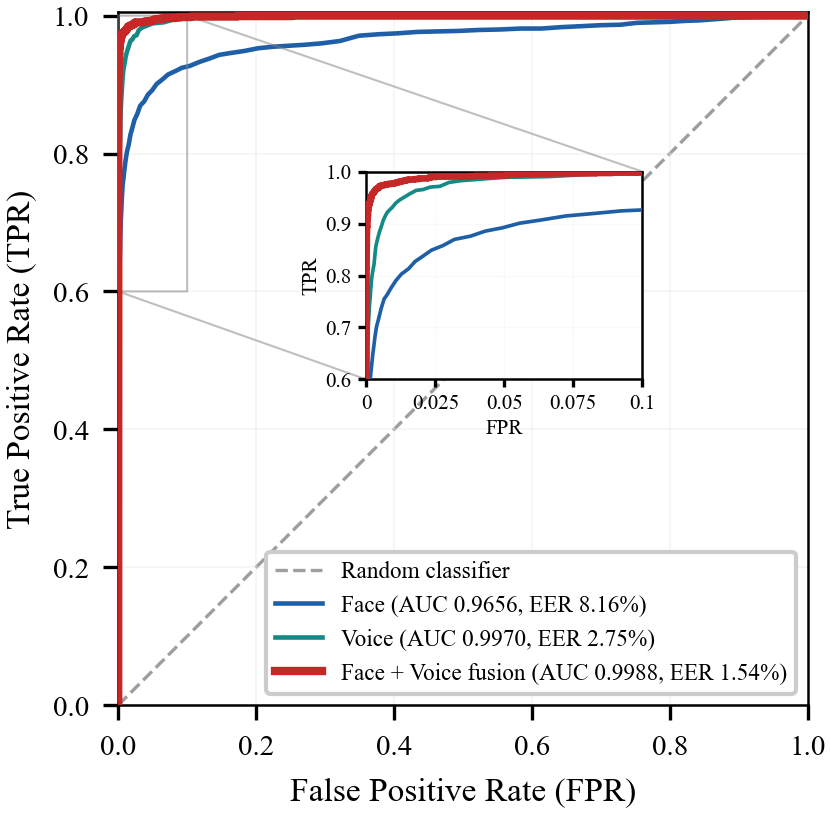 True Positive Rate (TPR)
1.0
0.8
0.6
0.4
0.2
0.0
TPR
1.0
0.9
0.8
0.7
0.6
0
0.025
0.05
0.075
0.1
FPR
Random classifier
Face (AUC 0.9656, EER 8.16%)
Voice (AUC 0.9970, EER 2.75%)
Face + Voice fusion (AUC 0.9988, EER 1.54%)
0.0
0.2
0.4
0.6
0.8
1.0
False Positive Rate (FPR)